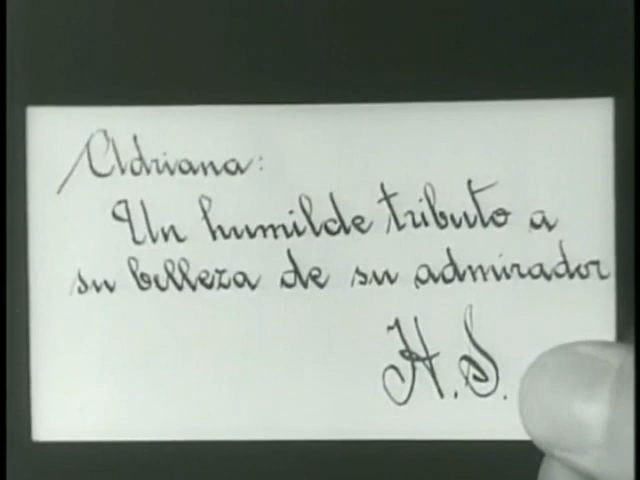 Adriana:
Un humilde tributo a
su belleza de su admirador
H. S.